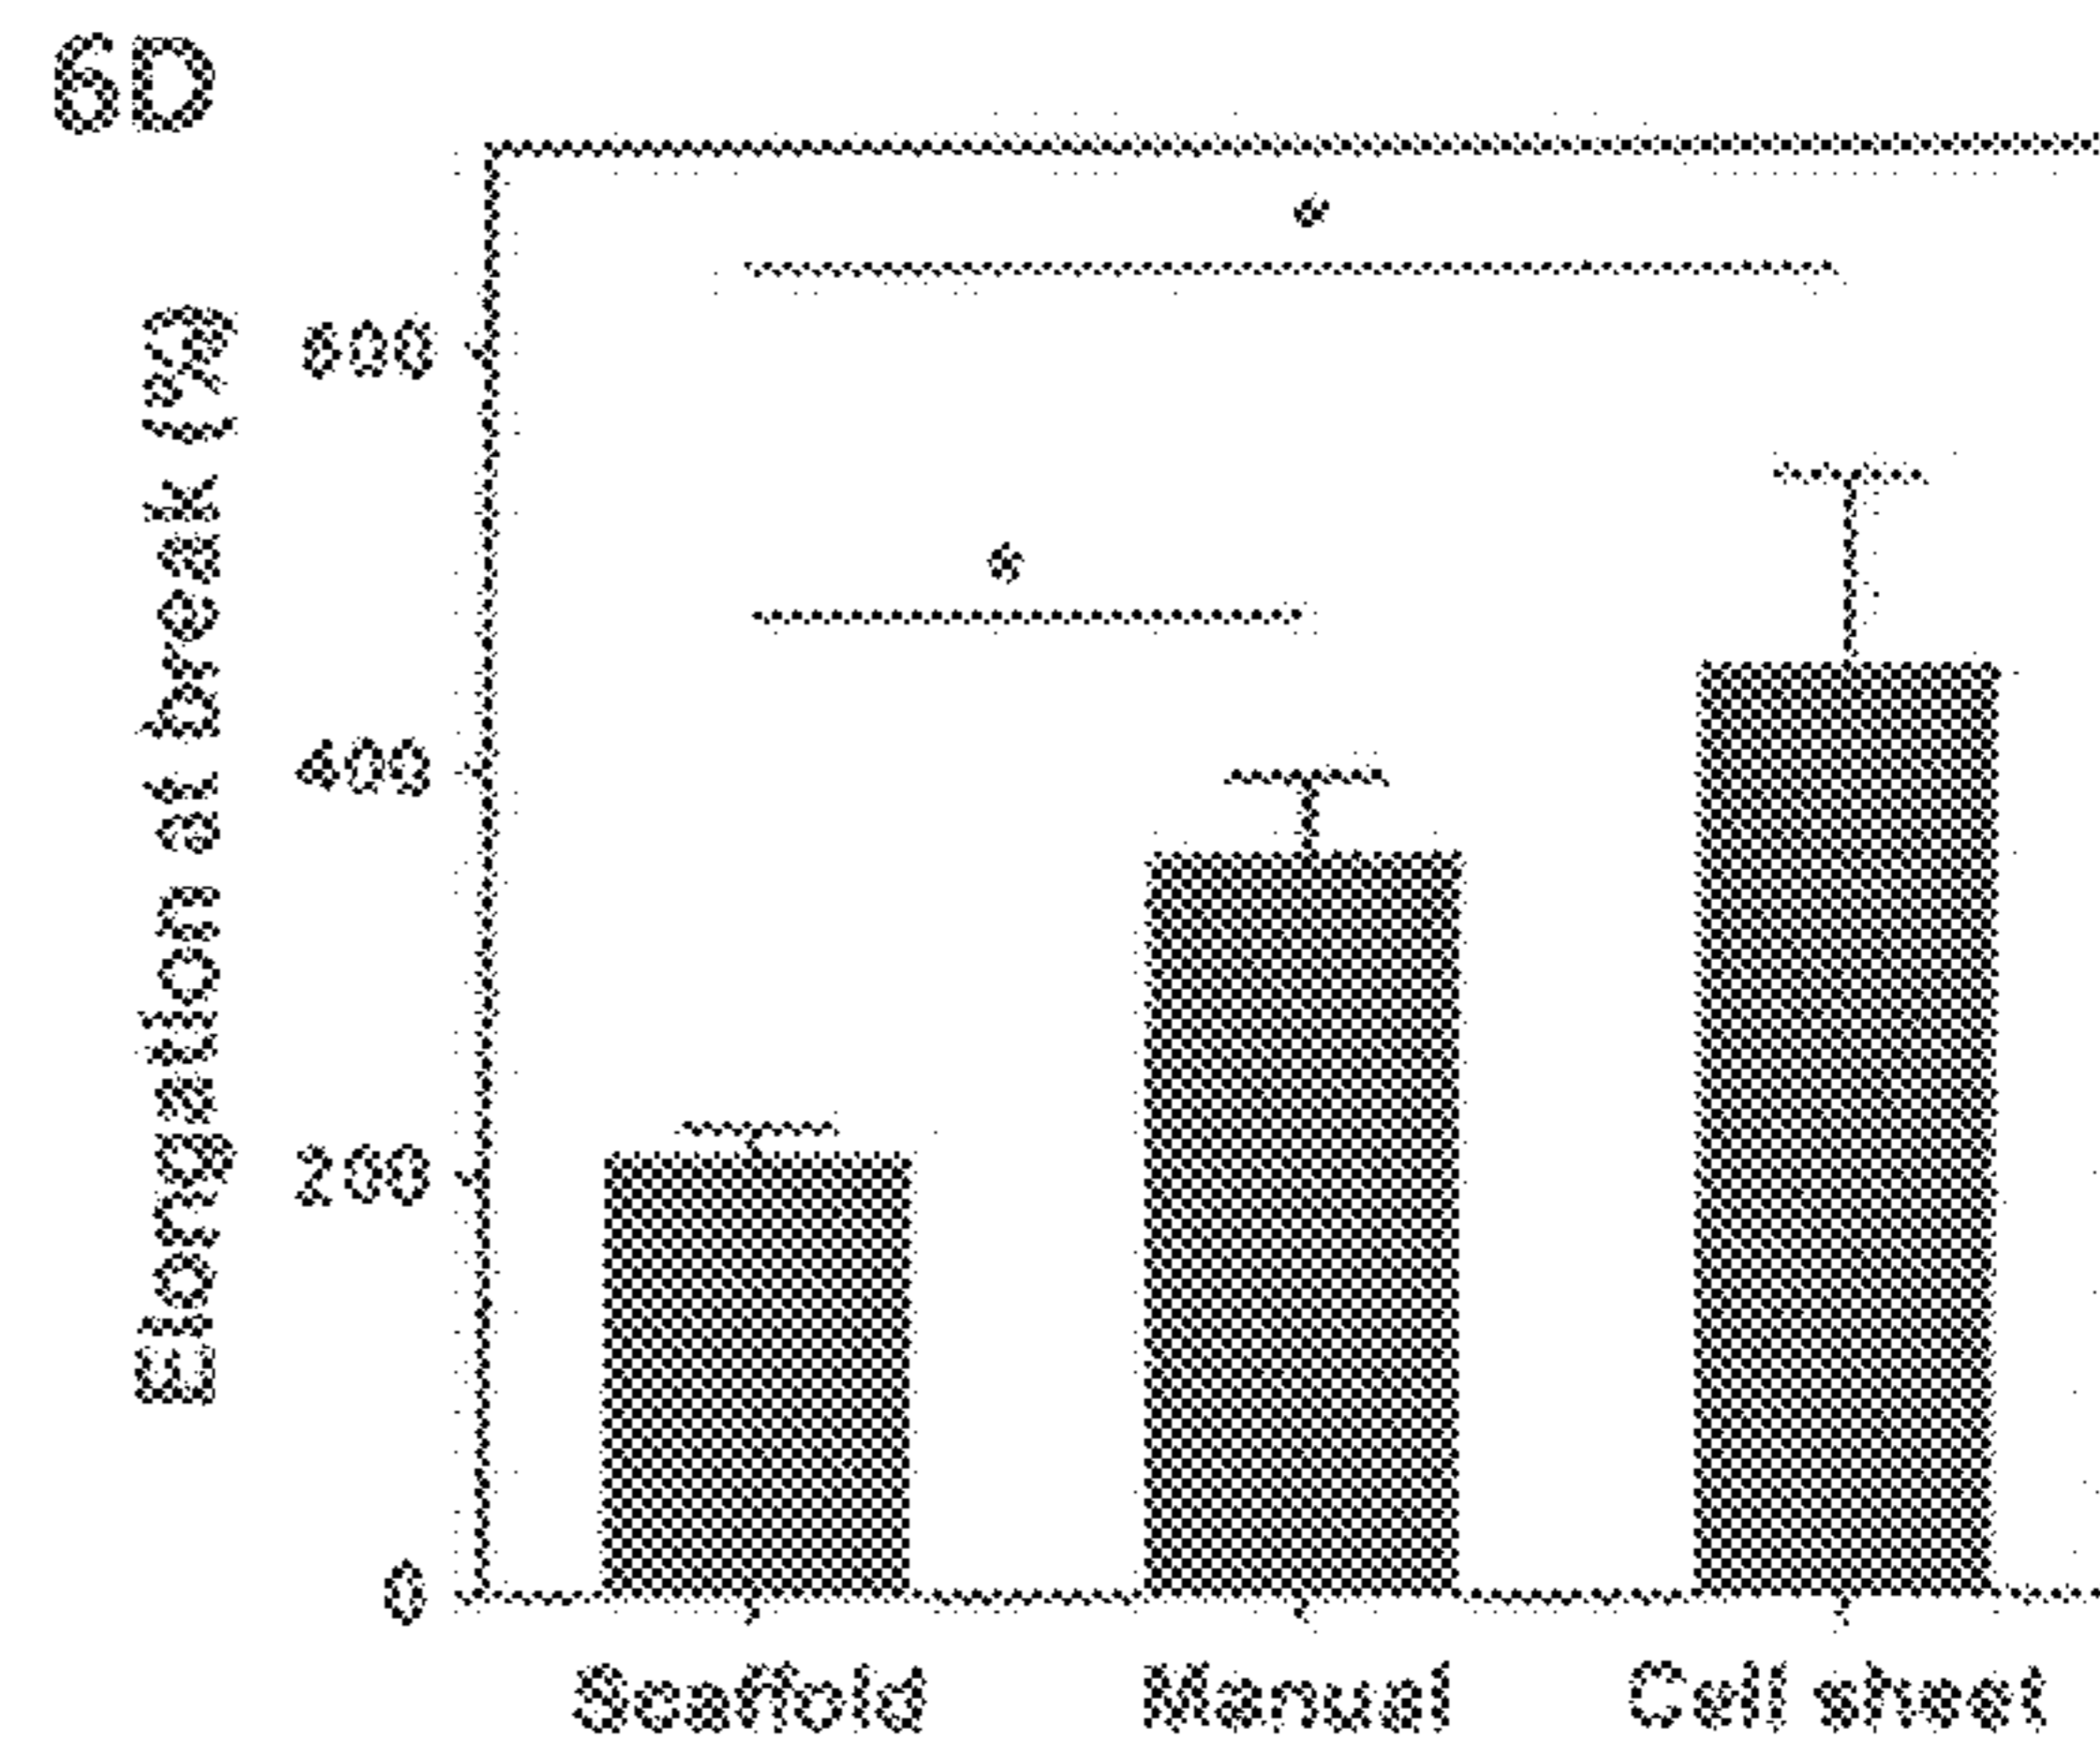 6D
*
*
Elongation at break (%)
600
400
200
0
Scaffold
Manual
Cell sheet